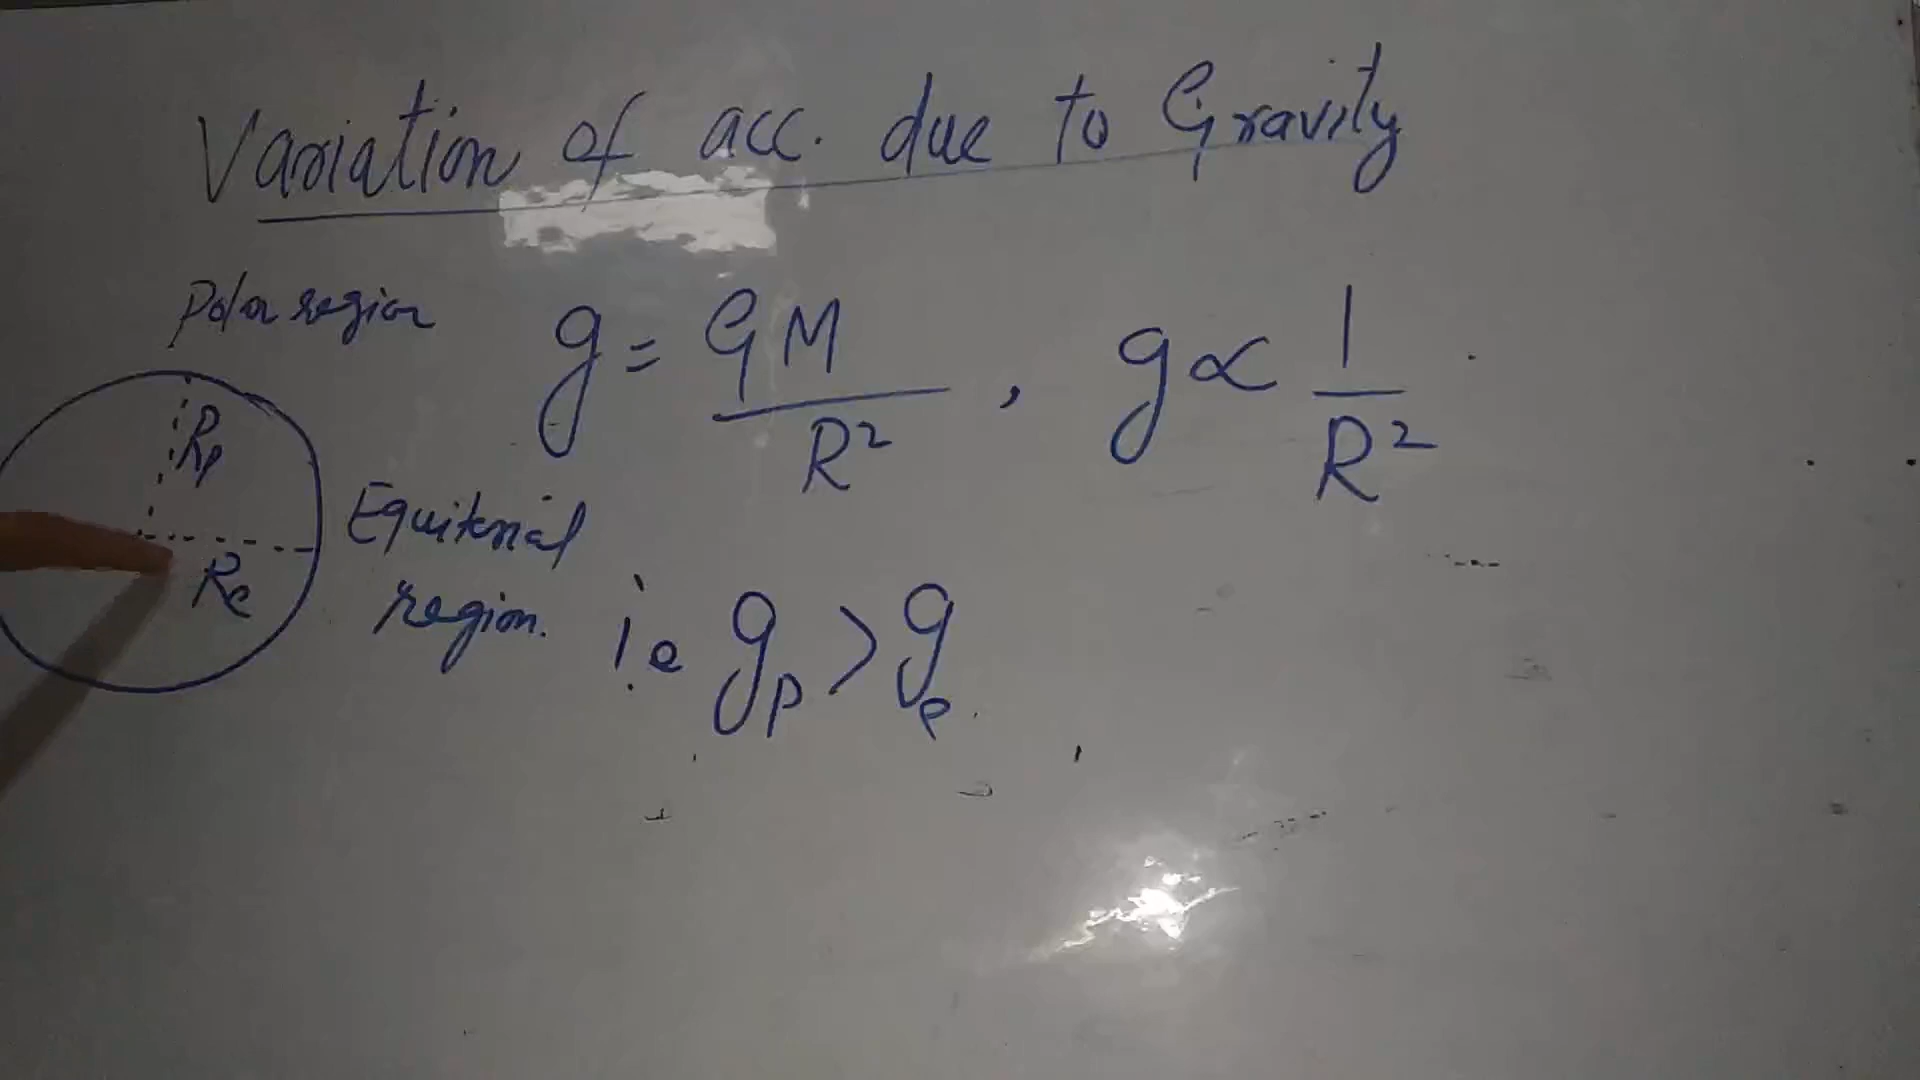 Variation of acc. due to Gravity
Polar region
g = GM / R² , g ∝ 1 / R²
Rp
Re
Equitorial
region.
i.e gp > ge